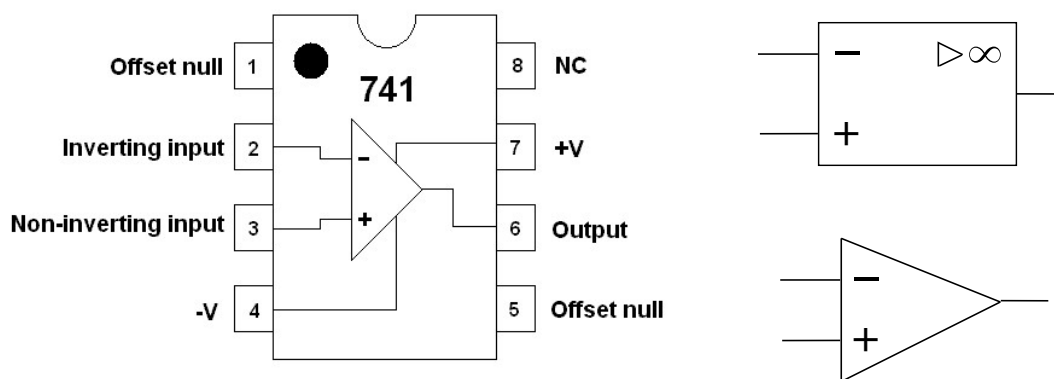 Offset null 1
8 NC
741
Inverting input 2
-
7 +V
Non-inverting input 3
+
6 Output
-V 4
5 Offset null
− ▷ ∞
+
−
+